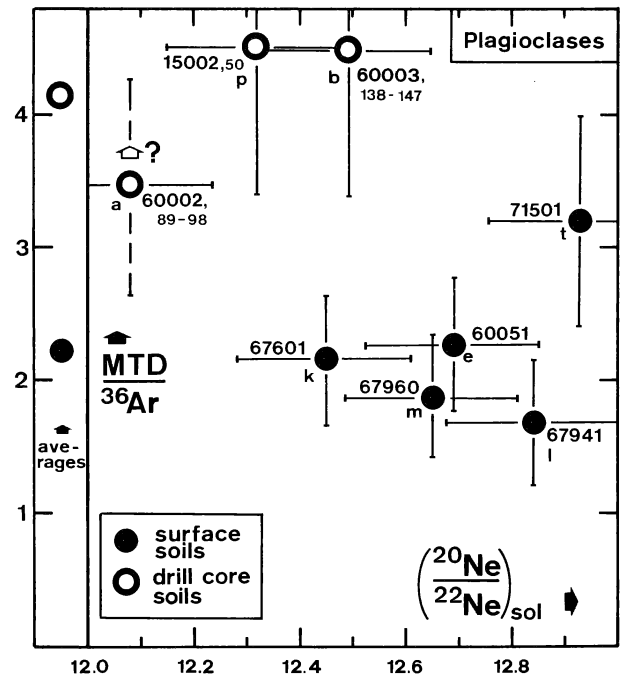 Plagioclases
15002,50
p
b
60003,
138-147
4
?
a
60002,
89-98
71501
t
3
67601
k
60051
e
MTD
36Ar
2
67960
m
67941
l
ave-
rages
1
surface
soils
drill core
soils
(20Ne
22Ne)sol
12.0
12.2
12.4
12.6
12.8